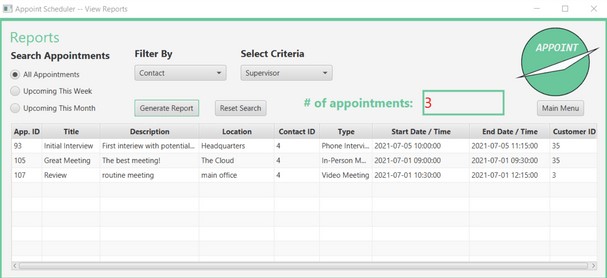 Appoint Scheduler -- View Reports
Reports
APPOINT
Search Appointments
Filter By
Select Criteria
All Appointments
Contact
Supervisor
Upcoming This Week
Upcoming This Month
Generate Report
Reset Search
# of appointments:
3
Main Menu
App. ID Title Description Location Contact ID Type Start Date / Time End Date / Time Customer ID
93 Initial Interview First interiew with potential... Headquarters 4 Phone Intervi... 2021-07-05 10:00:00 2021-07-05 11:15:00 35
105 Great Meeting The best meeting! The Cloud 4 In-Person M... 2021-07-01 09:00:00 2021-07-01 09:30:00 35
107 Review routine meeting main office 4 Video Meeting 2021-07-01 10:30:00 2021-07-01 12:15:00 3